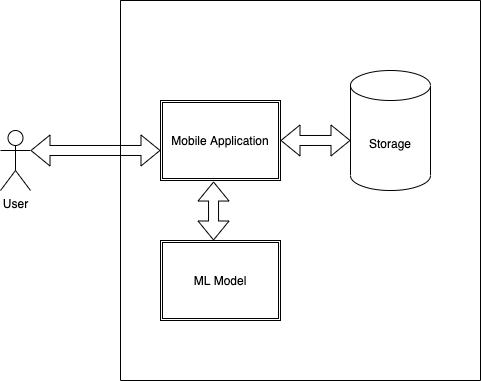 Mobile Application
Storage
User
ML Model